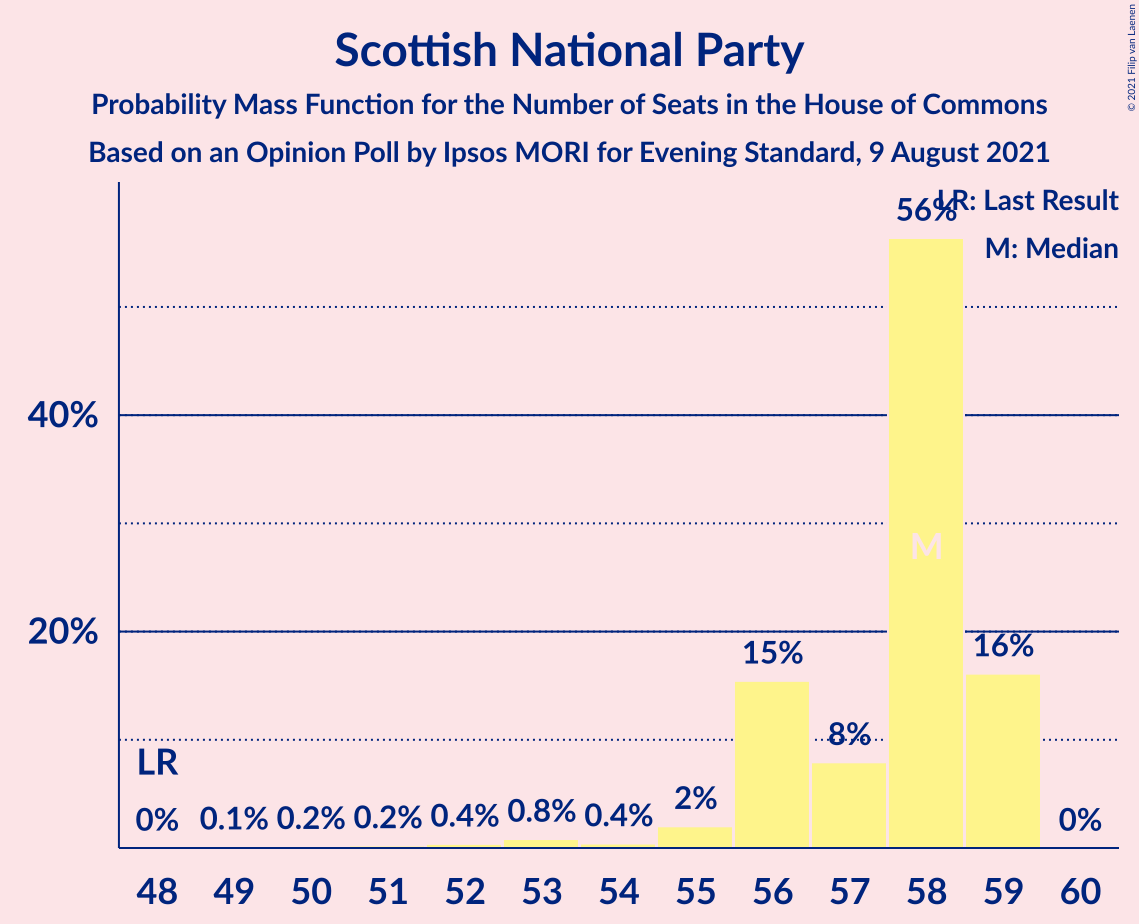 Scottish National Party
Probability Mass Function for the Number of Seats in the House of Commons
Based on an Opinion Poll by Ipsos MORI for Evening Standard, 9 August 2021
© 2021 Filip van Laenen
LR: Last Result
M: Median
56%
40%
M
20%
16%
15%
8%
LR
0% 0.1% 0.2% 0.2% 0.4% 0.8% 0.4% 2% 0%
48 49 50 51 52 53 54 55 56 57 58 59 60